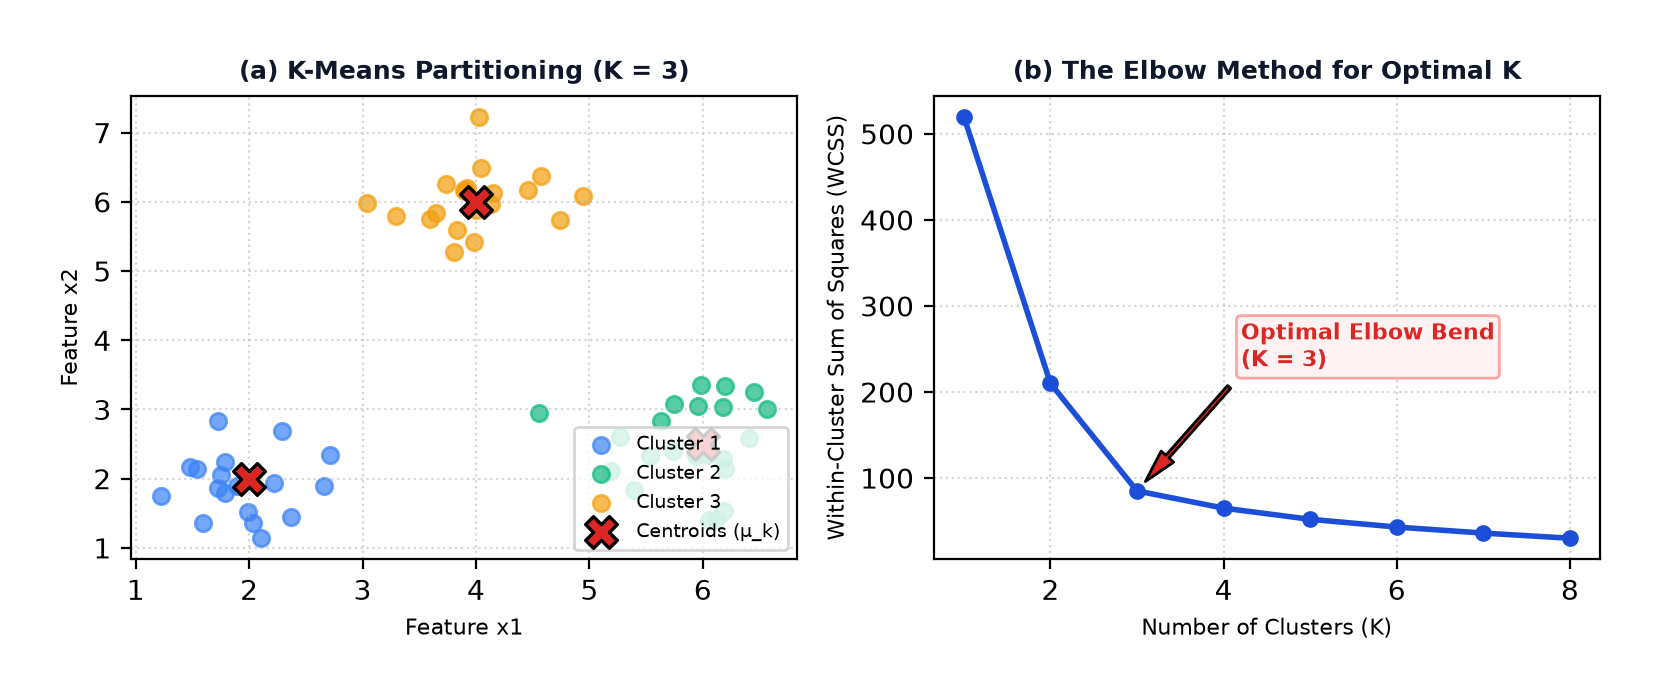 (a) K-Means Partitioning (K = 3)
Feature x2
7
6
5
4
3
2
1
Cluster 1
Cluster 2
Cluster 3
Centroids (μ_k)
1 2 3 4 5 6
Feature x1
(b) The Elbow Method for Optimal K
Within-Cluster Sum of Squares (WCSS)
500
400
300
200
100
Optimal Elbow Bend
(K = 3)
2 4 6 8
Number of Clusters (K)